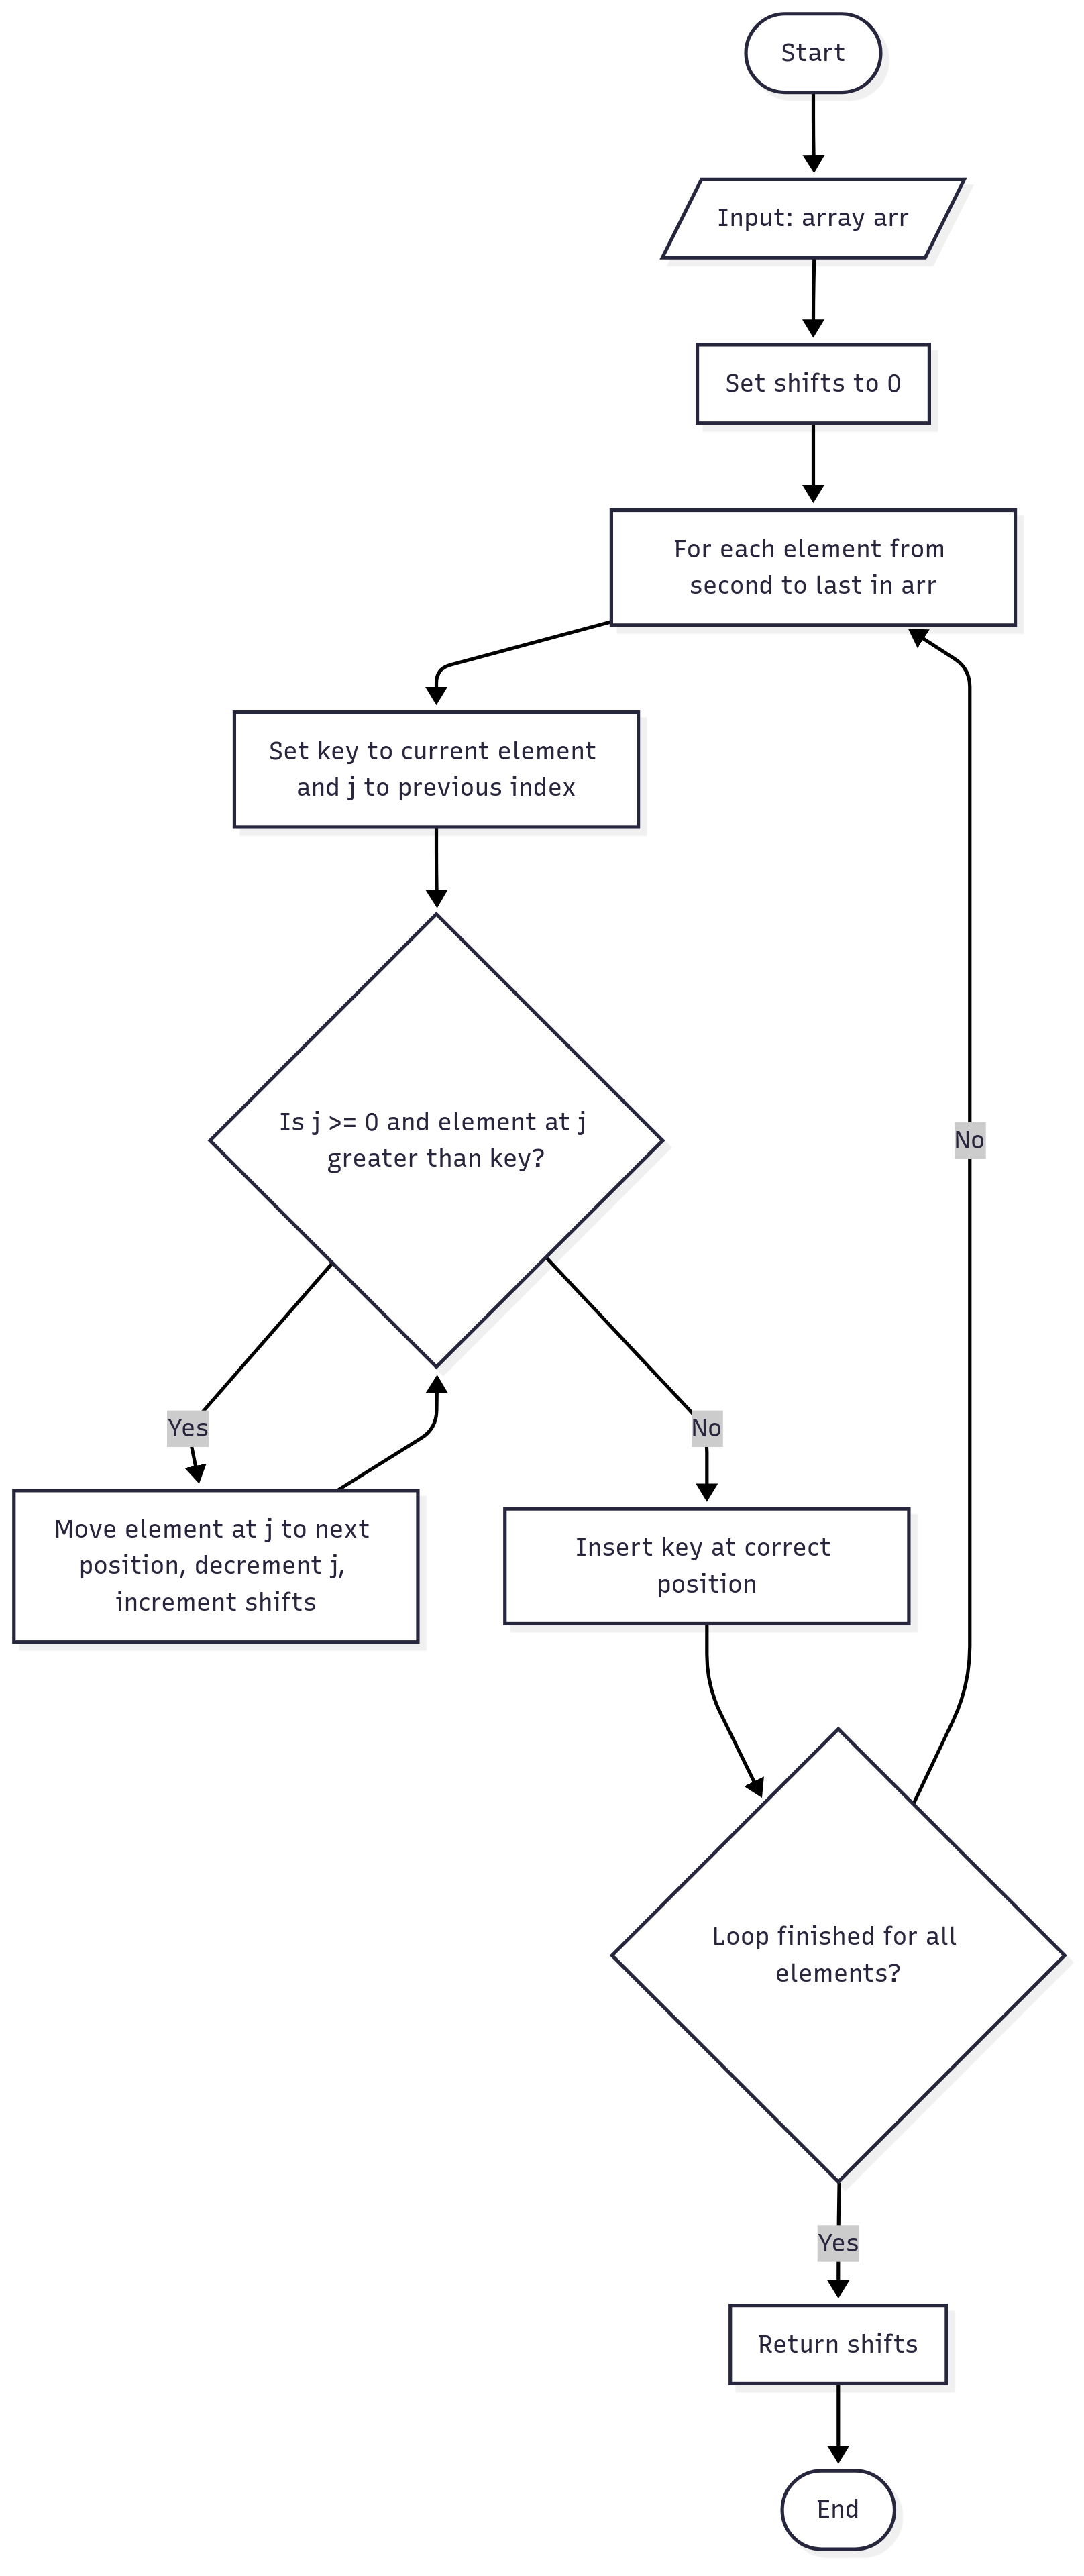 Start
Input: array arr
Set shifts to 0
For each element from
second to last in arr
Set key to current element
and j to previous index
Is j >= 0 and element at j
greater than key?
No
Yes
No
Move element at j to next
position, decrement j,
increment shifts
Insert key at correct
position
Loop finished for all
elements?
Yes
Return shifts
End